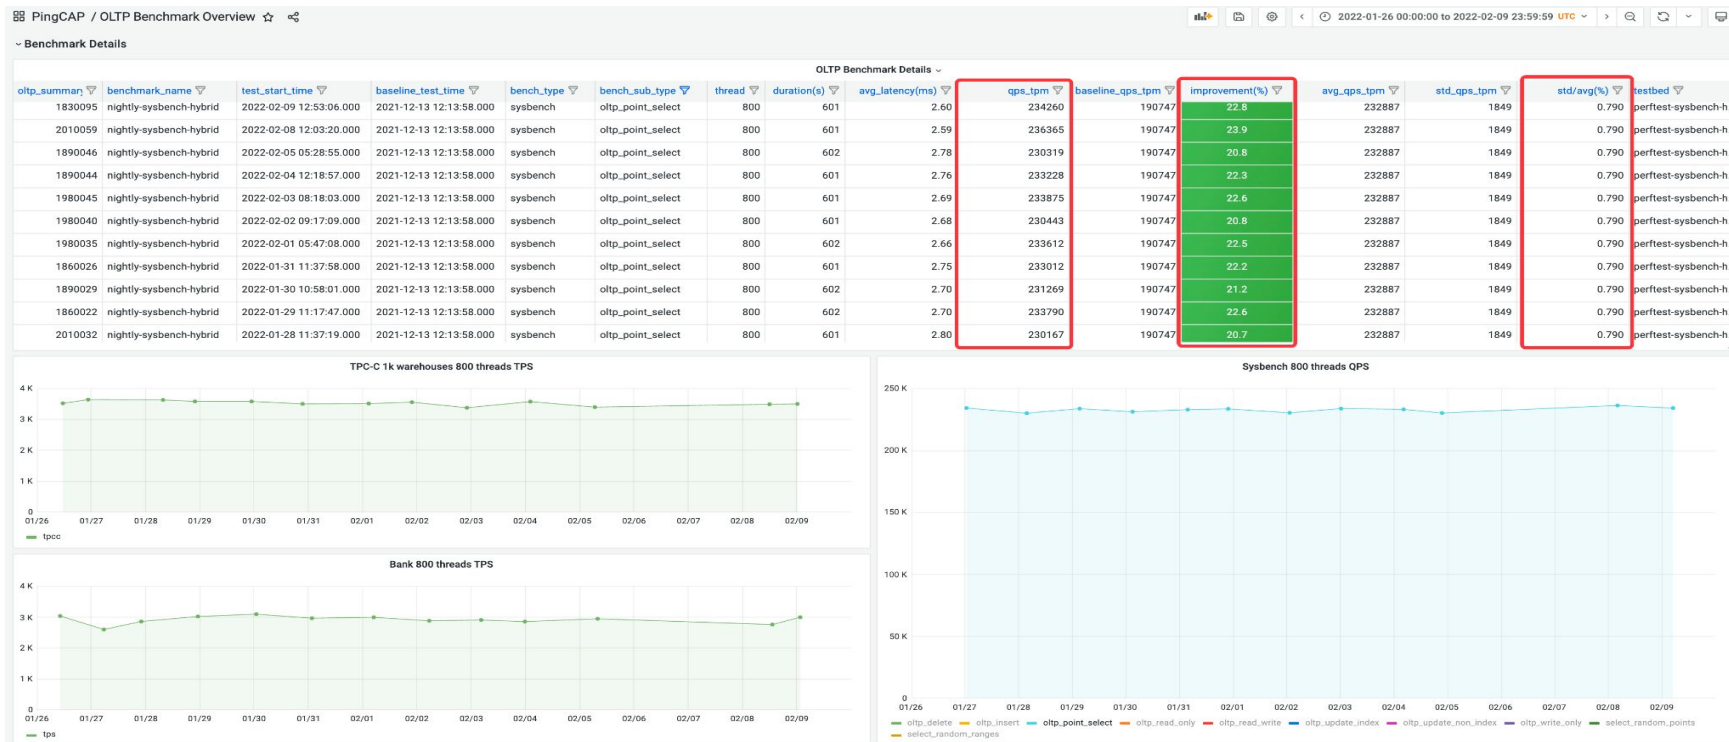 PingCAP / OLTP Benchmark Overview
2022-01-26 00:00:00 to 2022-02-09 23:59:59 UTC
Benchmark Details
OLTP Benchmark Details
oltp_summary benchmark_name test_start_time baseline_test_time bench_type bench_sub_type thread duration(s) avg_latency(ms) qps_tpm baseline_qps_tpm improvement(%) avg_qps_tpm std_qps_tpm std/avg(%) testbed
1830095 nightly-sysbench-hybrid 2022-02-09 12:53:06.000 2021-12-13 12:13:58.000 sysbench oltp_point_select 800 601 2.60 234260 190747 22.8 232887 1849 0.790 perftest-sysbench-h
2010059 nightly-sysbench-hybrid 2022-02-08 12:03:20.000 2021-12-13 12:13:58.000 sysbench oltp_point_select 800 601 2.59 236365 190747 23.9 232887 1849 0.790 perftest-sysbench-h
1890046 nightly-sysbench-hybrid 2022-02-05 05:28:55.000 2021-12-13 12:13:58.000 sysbench oltp_point_select 800 602 2.78 230319 190747 20.8 232887 1849 0.790 perftest-sysbench-h
1890044 nightly-sysbench-hybrid 2022-02-04 12:18:57.000 2021-12-13 12:13:58.000 sysbench oltp_point_select 800 601 2.76 233228 190747 22.3 232887 1849 0.790 perftest-sysbench-h
1980045 nightly-sysbench-hybrid 2022-02-03 08:18:03.000 2021-12-13 12:13:58.000 sysbench oltp_point_select 800 601 2.69 233875 190747 22.6 232887 1849 0.790 perftest-sysbench-h
1980040 nightly-sysbench-hybrid 2022-02-02 09:17:09.000 2021-12-13 12:13:58.000 sysbench oltp_point_select 800 601 2.68 230443 190747 20.8 232887 1849 0.790 perftest-sysbench-h
1980035 nightly-sysbench-hybrid 2022-02-01 05:47:08.000 2021-12-13 12:13:58.000 sysbench oltp_point_select 800 602 2.66 233612 190747 22.5 232887 1849 0.790 perftest-sysbench-h
1860026 nightly-sysbench-hybrid 2022-01-31 11:37:58.000 2021-12-13 12:13:58.000 sysbench oltp_point_select 800 601 2.75 233012 190747 22.2 232887 1849 0.790 perftest-sysbench-h
1890029 nightly-sysbench-hybrid 2022-01-30 10:58:01.000 2021-12-13 12:13:58.000 sysbench oltp_point_select 800 602 2.70 231269 190747 21.2 232887 1849 0.790 perftest-sysbench-h
1860022 nightly-sysbench-hybrid 2022-01-29 11:17:47.000 2021-12-13 12:13:58.000 sysbench oltp_point_select 800 602 2.70 233790 190747 22.6 232887 1849 0.790 perftest-sysbench-h
2010032 nightly-sysbench-hybrid 2022-01-28 11:37:19.000 2021-12-13 12:13:58.000 sysbench oltp_point_select 800 601 2.80 230167 190747 20.7 232887 1849 0.790 perftest-sysbench-h
TPC-C 1k warehouses 800 threads TPS
4 K
3 K
2 K
1 K
0
01/26 01/27 01/28 01/29 01/30 01/31 02/01 02/02 02/03 02/04 02/05 02/06 02/07 02/08 02/09
tpcc
Bank 800 threads TPS
4 K
3 K
2 K
1 K
0
01/26 01/27 01/28 01/29 01/30 01/31 02/01 02/02 02/03 02/04 02/05 02/06 02/07 02/08 02/09
tps
Sysbench 800 threads QPS
250 K
200 K
150 K
100 K
50 K
0
01/26 01/27 01/28 01/29 01/30 01/31 02/01 02/02 02/03 02/04 02/05 02/06 02/07 02/08 02/09
oltp_delete oltp_insert oltp_point_select oltp_read_only oltp_read_write oltp_update_index oltp_update_non_index oltp_write_only select_random_points
select_random_ranges